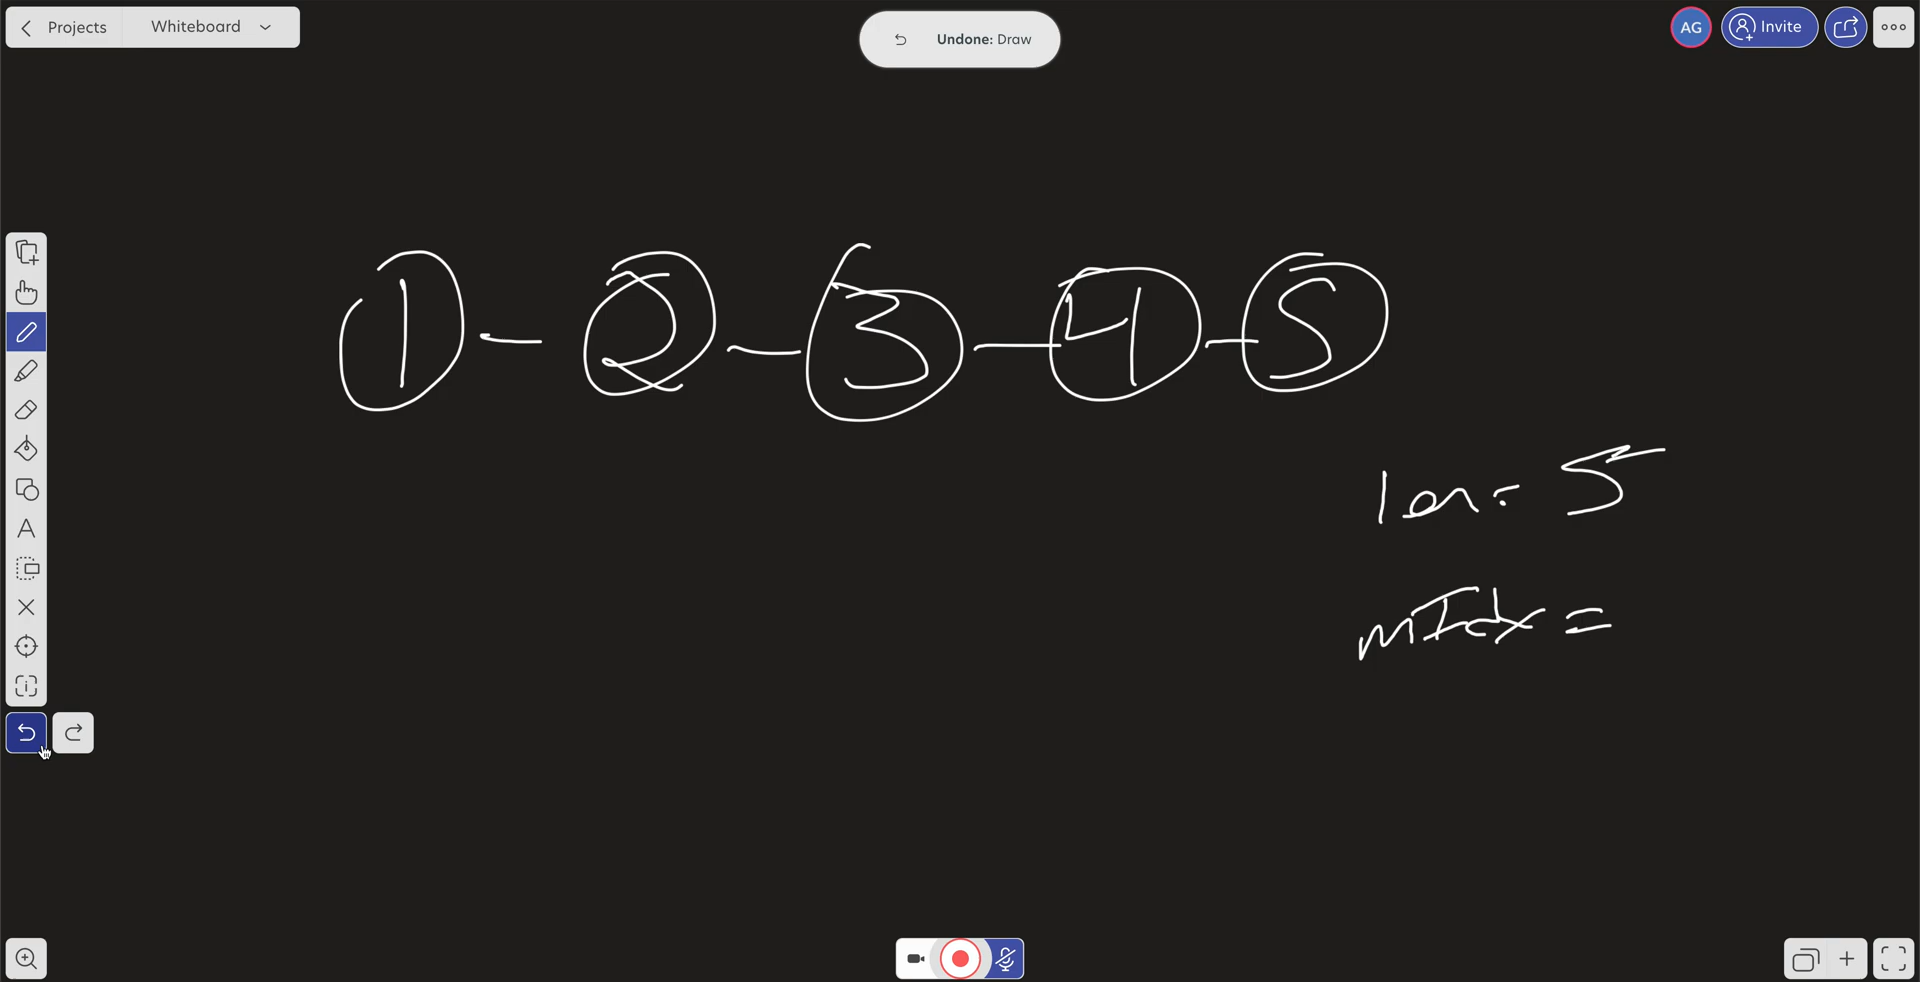 Projects Whiteboard
Undone: Draw
AG Invite
1 - 2 - 3 - 4 - 5
len = 5
mIdx =
A